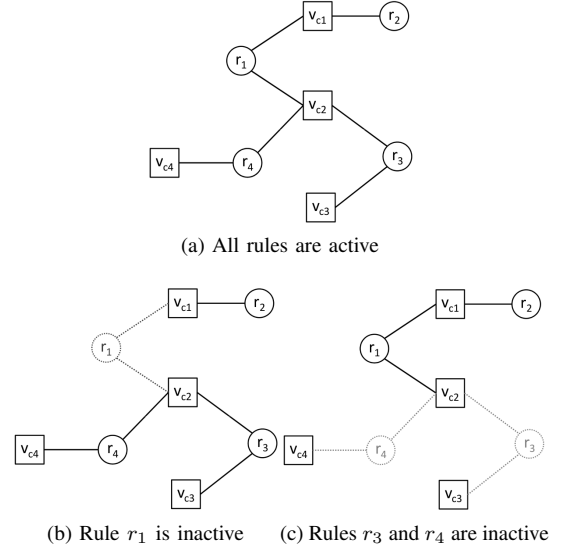 v_c1 r_2
r_1
v_c2
v_c4 r_4 r_3
v_c3
(a) All rules are active
v_c1 r_2
r_1
v_c2
v_c4 r_4 r_3
v_c3
(b) Rule r_1 is inactive
v_c1 r_2
r_1
v_c2
v_c4 r_4 r_3
v_c3
(c) Rules r_3 and r_4 are inactive